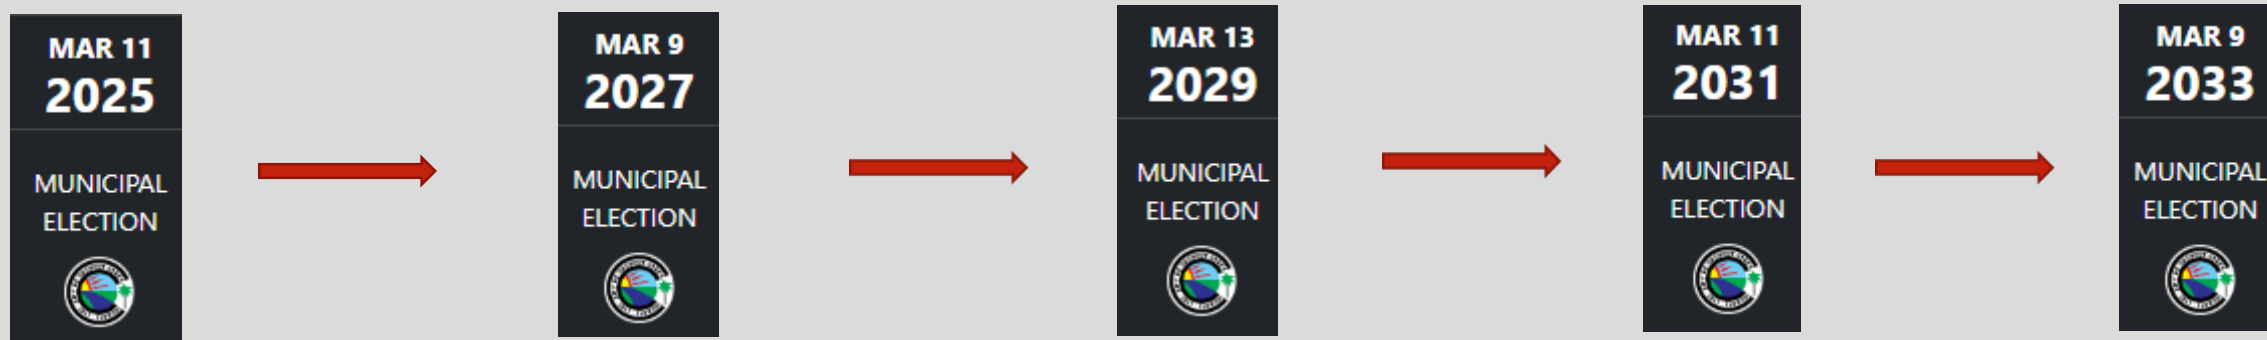 MAR 11
2025
MUNICIPAL
ELECTION
MAR 9
2027
MUNICIPAL
ELECTION
MAR 13
2029
MUNICIPAL
ELECTION
MAR 11
2031
MUNICIPAL
ELECTION
MAR 9
2033
MUNICIPAL
ELECTION